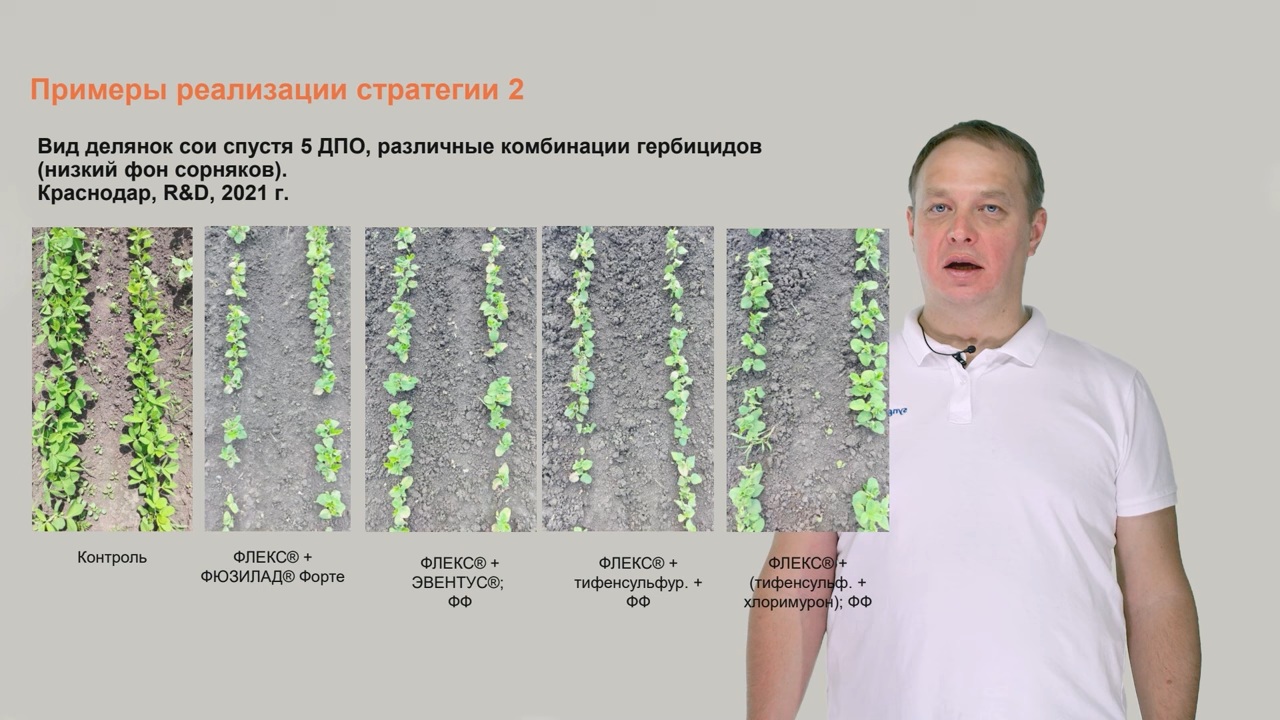 Примеры реализации стратегии 2
Вид делянок сои спустя 5 ДПО, различные комбинации гербицидов
(низкий фон сорняков).
Краснодар, R&D, 2021 г.
Контроль
ФЛЕКС® +
ФЮЗИЛАД® Форте
ФЛЕКС® +
ЭВЕНТУС®;
ФФ
ФЛЕКС® +
тифенсульфур. +
ФФ
ФЛЕКС® +
(тифенсульф. +
хлоримурон); ФФ